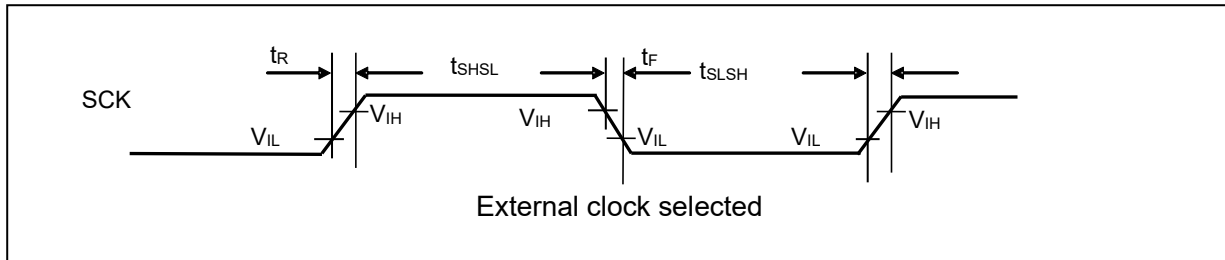 tR tSHSL tF tSLSH
SCK
VIH VIH VIH
VIL VIL VIL
External clock selected